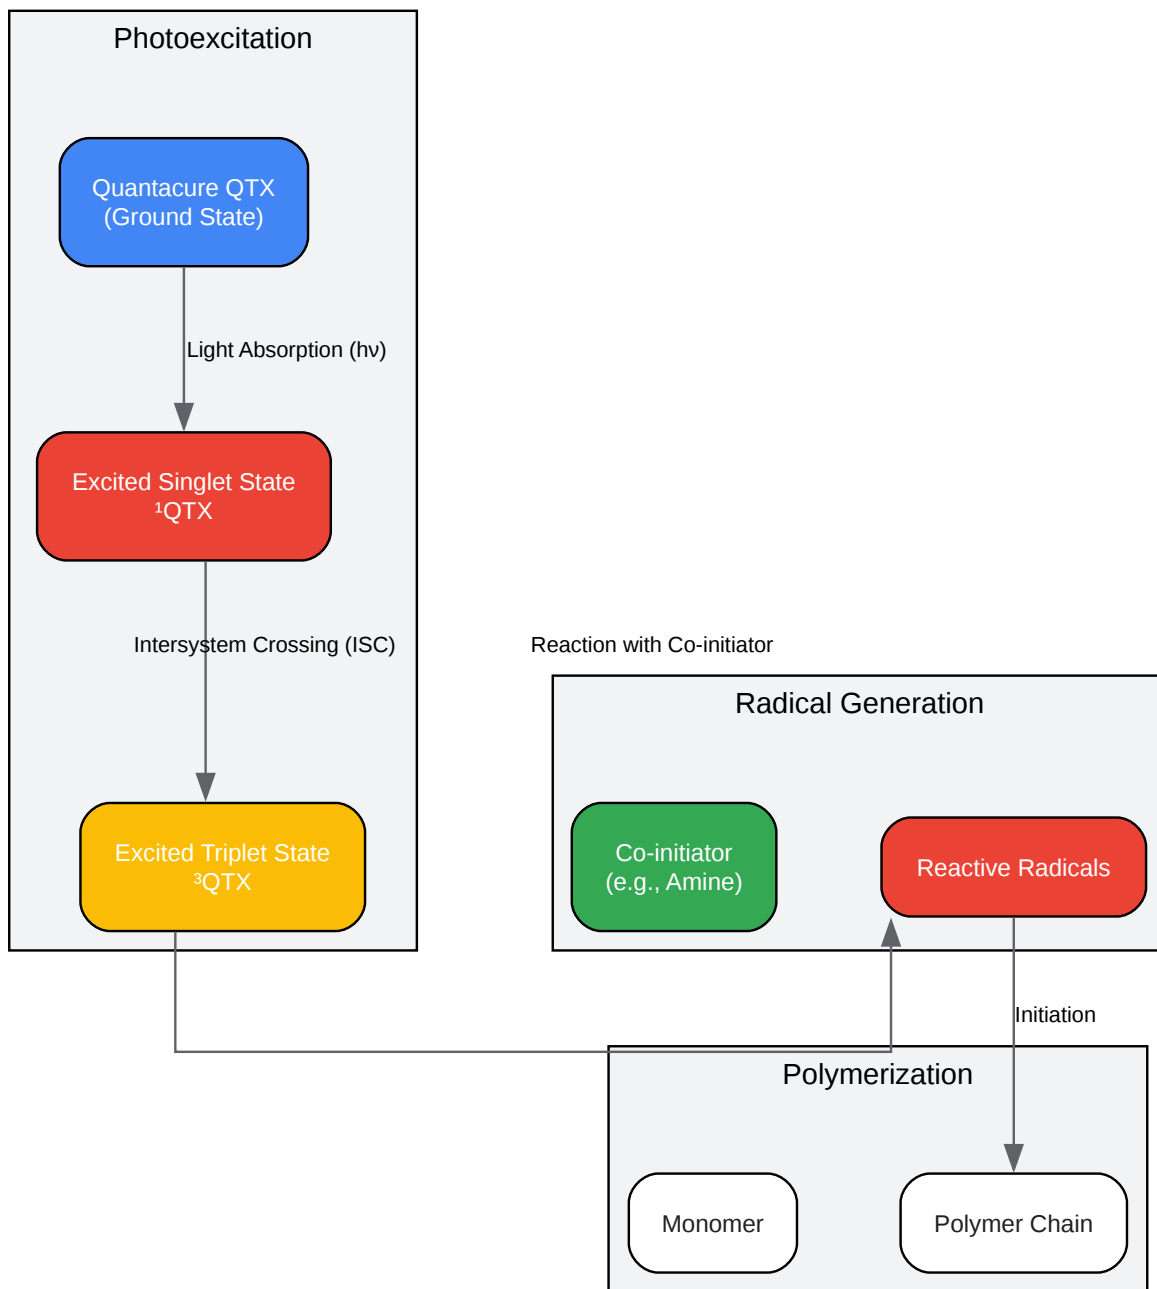 Photoexcitation
Quantacure QTX
(Ground State)
Light Absorption (hν)
Excited Singlet State
¹QTX
Intersystem Crossing (ISC)
Excited Triplet State
³QTX
Reaction with Co-initiator
Radical Generation
Co-initiator
(e.g., Amine)
Reactive Radicals
Initiation
Polymerization
Monomer
Polymer Chain